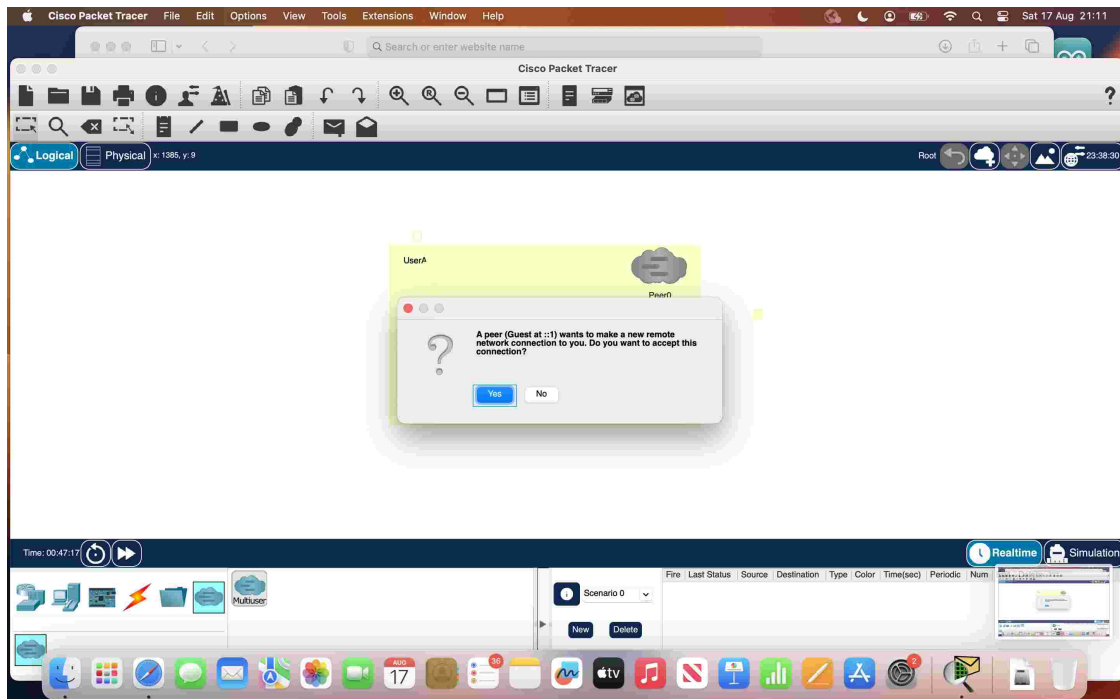 Cisco Packet Tracer File Edit Options View Tools Extensions Window Help Sat 17 Aug 21:11
Search or enter website name
Cisco Packet Tracer
Logical Physical x: 1385, y: 9 Root 23:38:30
UserA
Peer0
A peer (Guest at ::1) wants to make a new remote
network connection to you. Do you want to accept this
connection?
Yes No
Time: 00:47:17 Realtime Simulation
Fire Last Status Source Destination Type Color Time(sec) Periodic Num
Scenario 0
Multiuser
New Delete
AUG
17
36
tv
2